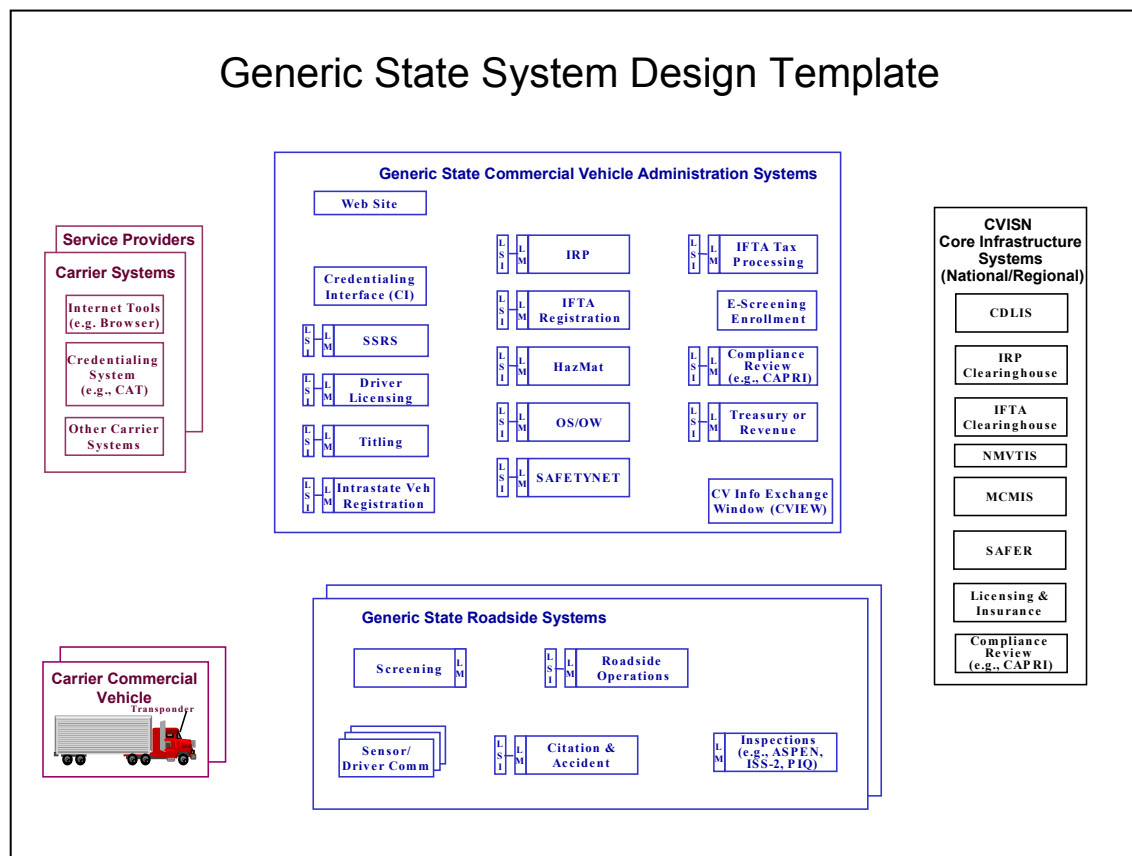 Generic State System Design Template
Service Providers
Carrier Systems
Internet Tools
(e.g. Browser)
Credentialing
System
(e.g., CAT)
Other Carrier
Systems
Generic State Commercial Vehicle Administration Systems
Web Site
Credentialing
Interface (CI)
L
S
I
L
M
SSRS
L
S
I
L
M
Driver
Licensing
L
S
I
L
M
Titling
L
S
I
L
M
Intrastate Veh
Registration
L
S
I
L
M
IRP
L
S
I
L
M
IFTA
Registration
L
S
I
L
M
HazMat
L
S
I
L
M
OS/OW
L
S
I
L
M
SAFETYNET
L
S
I
L
M
IFTA Tax
Processing
E-Screening
Enrollment
L
S
I
L
M
Compliance
Review
(e.g., CAPRI)
L
S
I
L
M
Treasury or
Revenue
CV Info Exchange
Window (CVIEW)
CVISN
Core Infrastructure
Systems
(National/Regional)
CDLIS
IRP
Clearinghouse
IFTA
Clearinghouse
NMVTIS
MCMIS
SAFER
Licensing &
Insurance
Compliance
Review
(e.g., CAPRI)
Carrier Commercial
Vehicle
Transponder
Generic State Roadside Systems
Screening
L
M
L
S
I
L
M
Roadside
Operations
Sensor/
Driver Comm
L
S
I
L
M
Citation &
Accident
L
M
Inspections
(e.g., ASPEN,
ISS-2, PIQ)